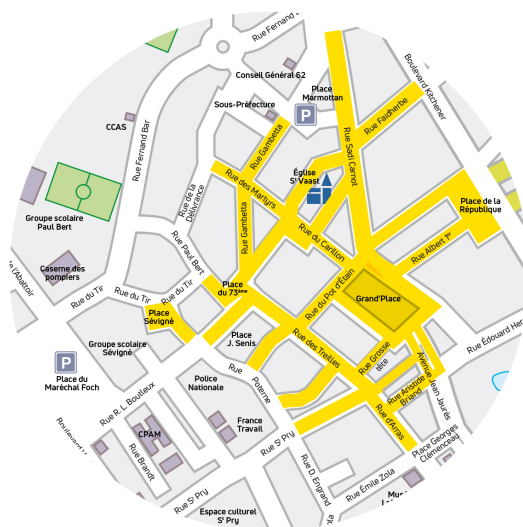 Rue Fernand B
Conseil Général 62
Place
Marmottan
Boulevard Kitchener
Sous-Préfecture
P
CCAS
Rue Fernand Bar
Rue Gambetta
Rue Faidherbe
Rue Sadi Carnot
Église
St Vaast
Rue des Martyrs
Rue de la
Délivrance
Groupe scolaire
Paul Bert
Place de la
République
Rue Gambetta
Rue du Carillon
Rue Paul Bert
Rue Albert 1er
Caserne des
pompiers
e l'Abattoir
Rue du Tir
Rue du Tir
Rue du Tir
Place
du 73ème
Rue du Pot d'Étain
Grand'Place
Place
Sévigné
Place
J. Senis
Rue des Treilles
Rue Édouard Her
Groupe scolaire
Sévigné
Rue Grosse
tête
Avenue Jean Jaurès
P
Place du
Maréchal Foch
Rue Poterne
Police
Nationale
Rue Aristide
Briand
Rue R. L. Boutleux
Rue d'Arras
France
Travail
CPAM
Rue Brandt
Rue St Pry
Place Georges
Clémenceau
Rue D. Engrand
Rue Émile Zola
Rue St Pry
Espace culturel
St Pry